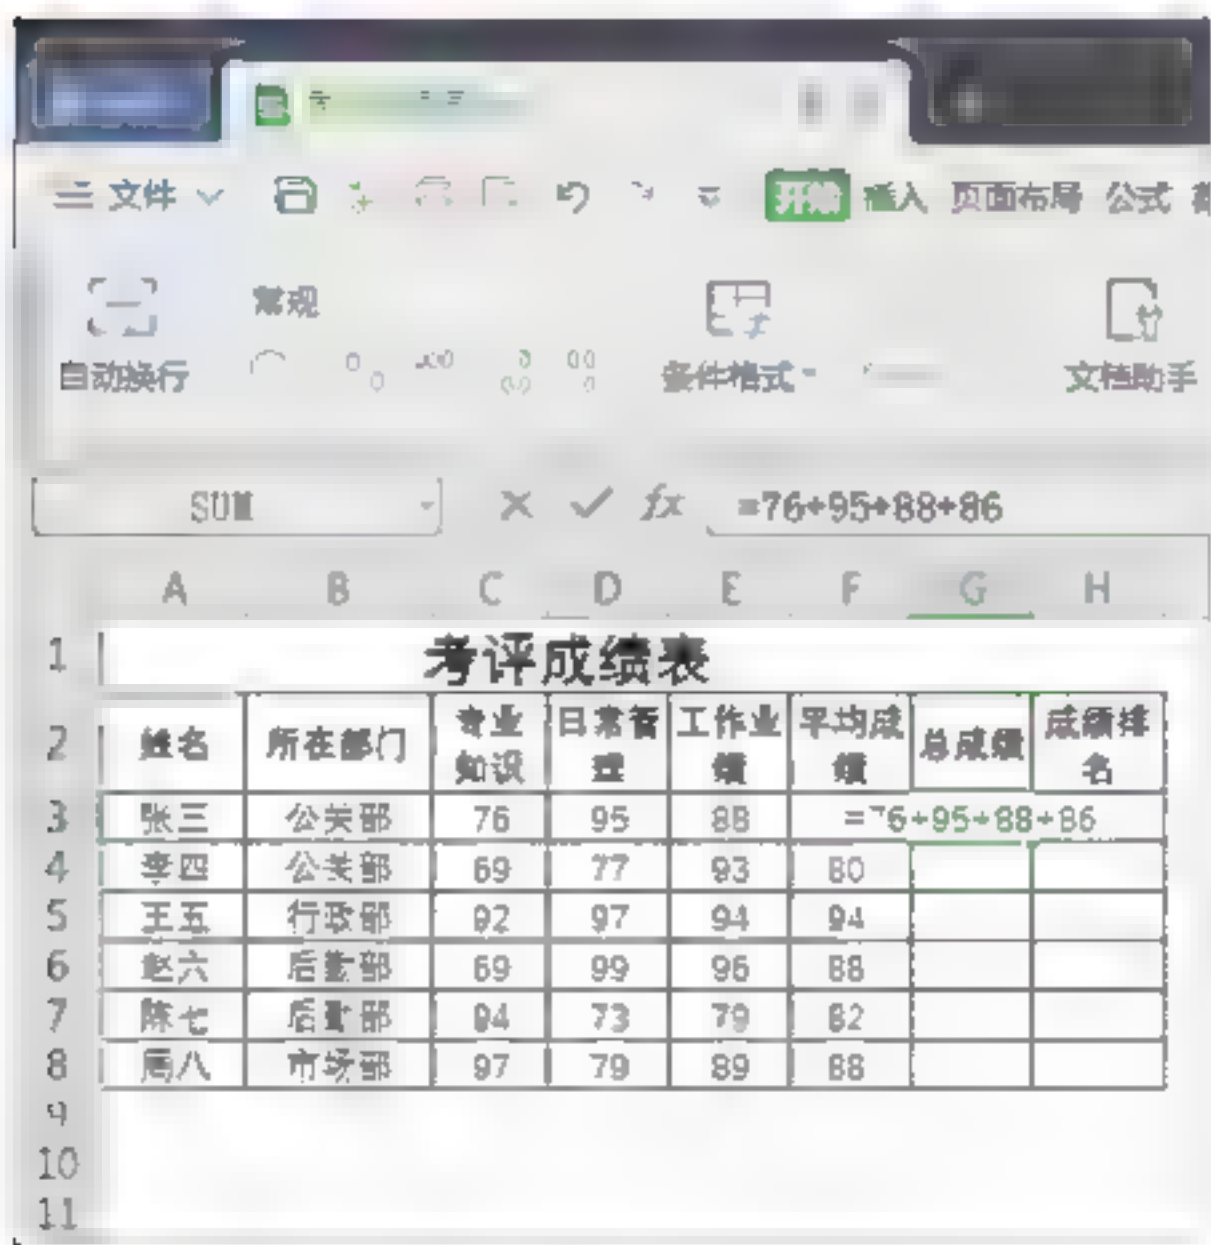 三 文件 开始 插入 页面布局 公式
常规
自动换行 条件格式 文档助手
SUM fx =76+95+88+86
A B C D E F G H
1 考评成绩表
2 姓名 所在部门 专业知识 日常管理 工作业绩 平均成绩 总成绩 成绩排名
3 张三 公关部 76 95 88 =76+95+88+86
4 李四 公关部 69 77 93 80
5 王五 行政部 92 97 94 94
6 赵六 后勤部 69 99 96 88
7 陈七 后勤部 94 73 79 82
8 周八 市场部 97 79 89 88
9
10
11